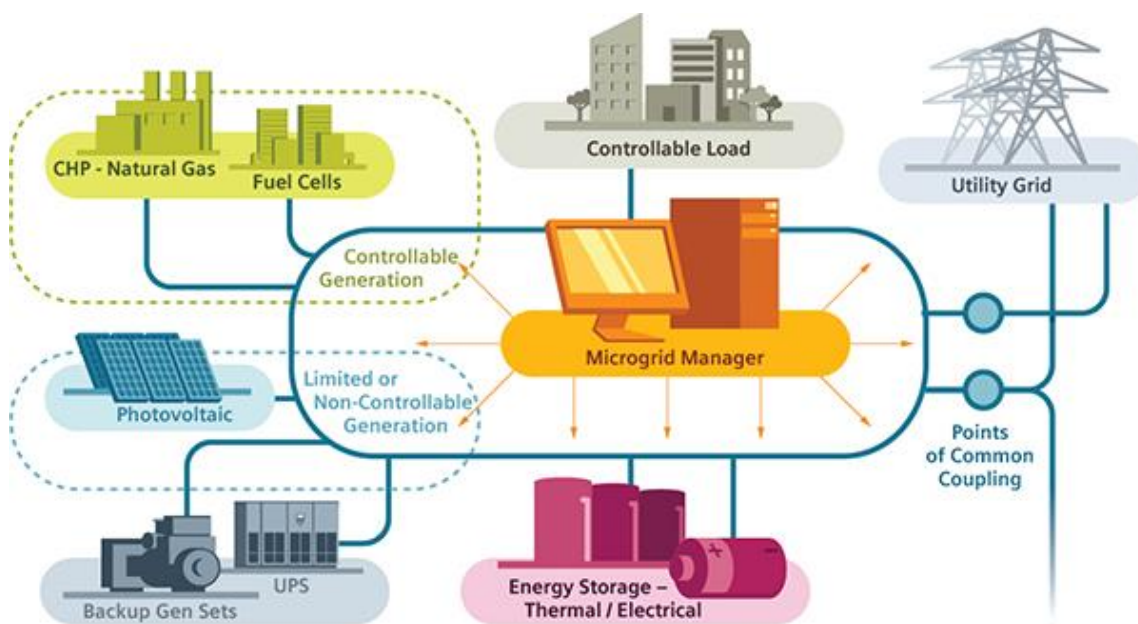 CHP - Natural Gas
Fuel Cells
Controllable Load
Utility Grid
Controllable
Generation
Microgrid Manager
Photovoltaic
Limited or
Non-Controllable
Generation
Points
of Common
Coupling
UPS
Backup Gen Sets
Energy Storage –
Thermal / Electrical